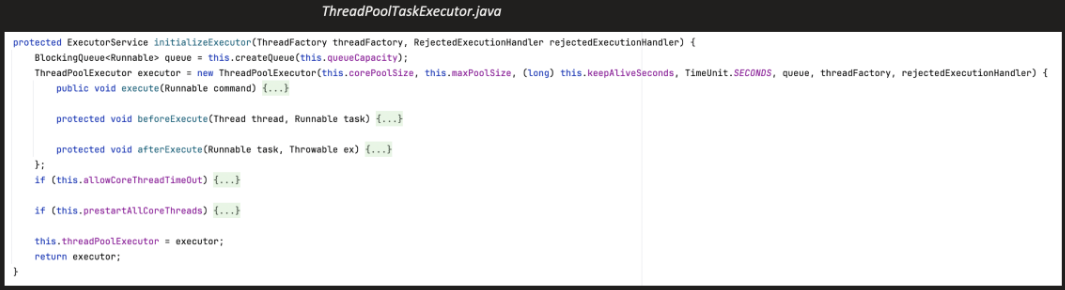 ThreadPoolTaskExecutor.java
protected ExecutorService initializeExecutor(ThreadFactory threadFactory, RejectedExecutionHandler rejectedExecutionHandler) {
    BlockingQueue<Runnable> queue = this.createQueue(this.queueCapacity);
    ThreadPoolExecutor executor = new ThreadPoolExecutor(this.corePoolSize, this.maxPoolSize, (long) this.keepAliveSeconds, TimeUnit.SECONDS, queue, threadFactory, rejectedExecutionHandler) {
        public void execute(Runnable command) {...}
        protected void beforeExecute(Thread thread, Runnable task) {...}
        protected void afterExecute(Runnable task, Throwable ex) {...}
    };
    if (this.allowCoreThreadTimeOut) {...}
    if (this.prestartAllCoreThreads) {...}
    this.threadPoolExecutor = executor;
    return executor;
}